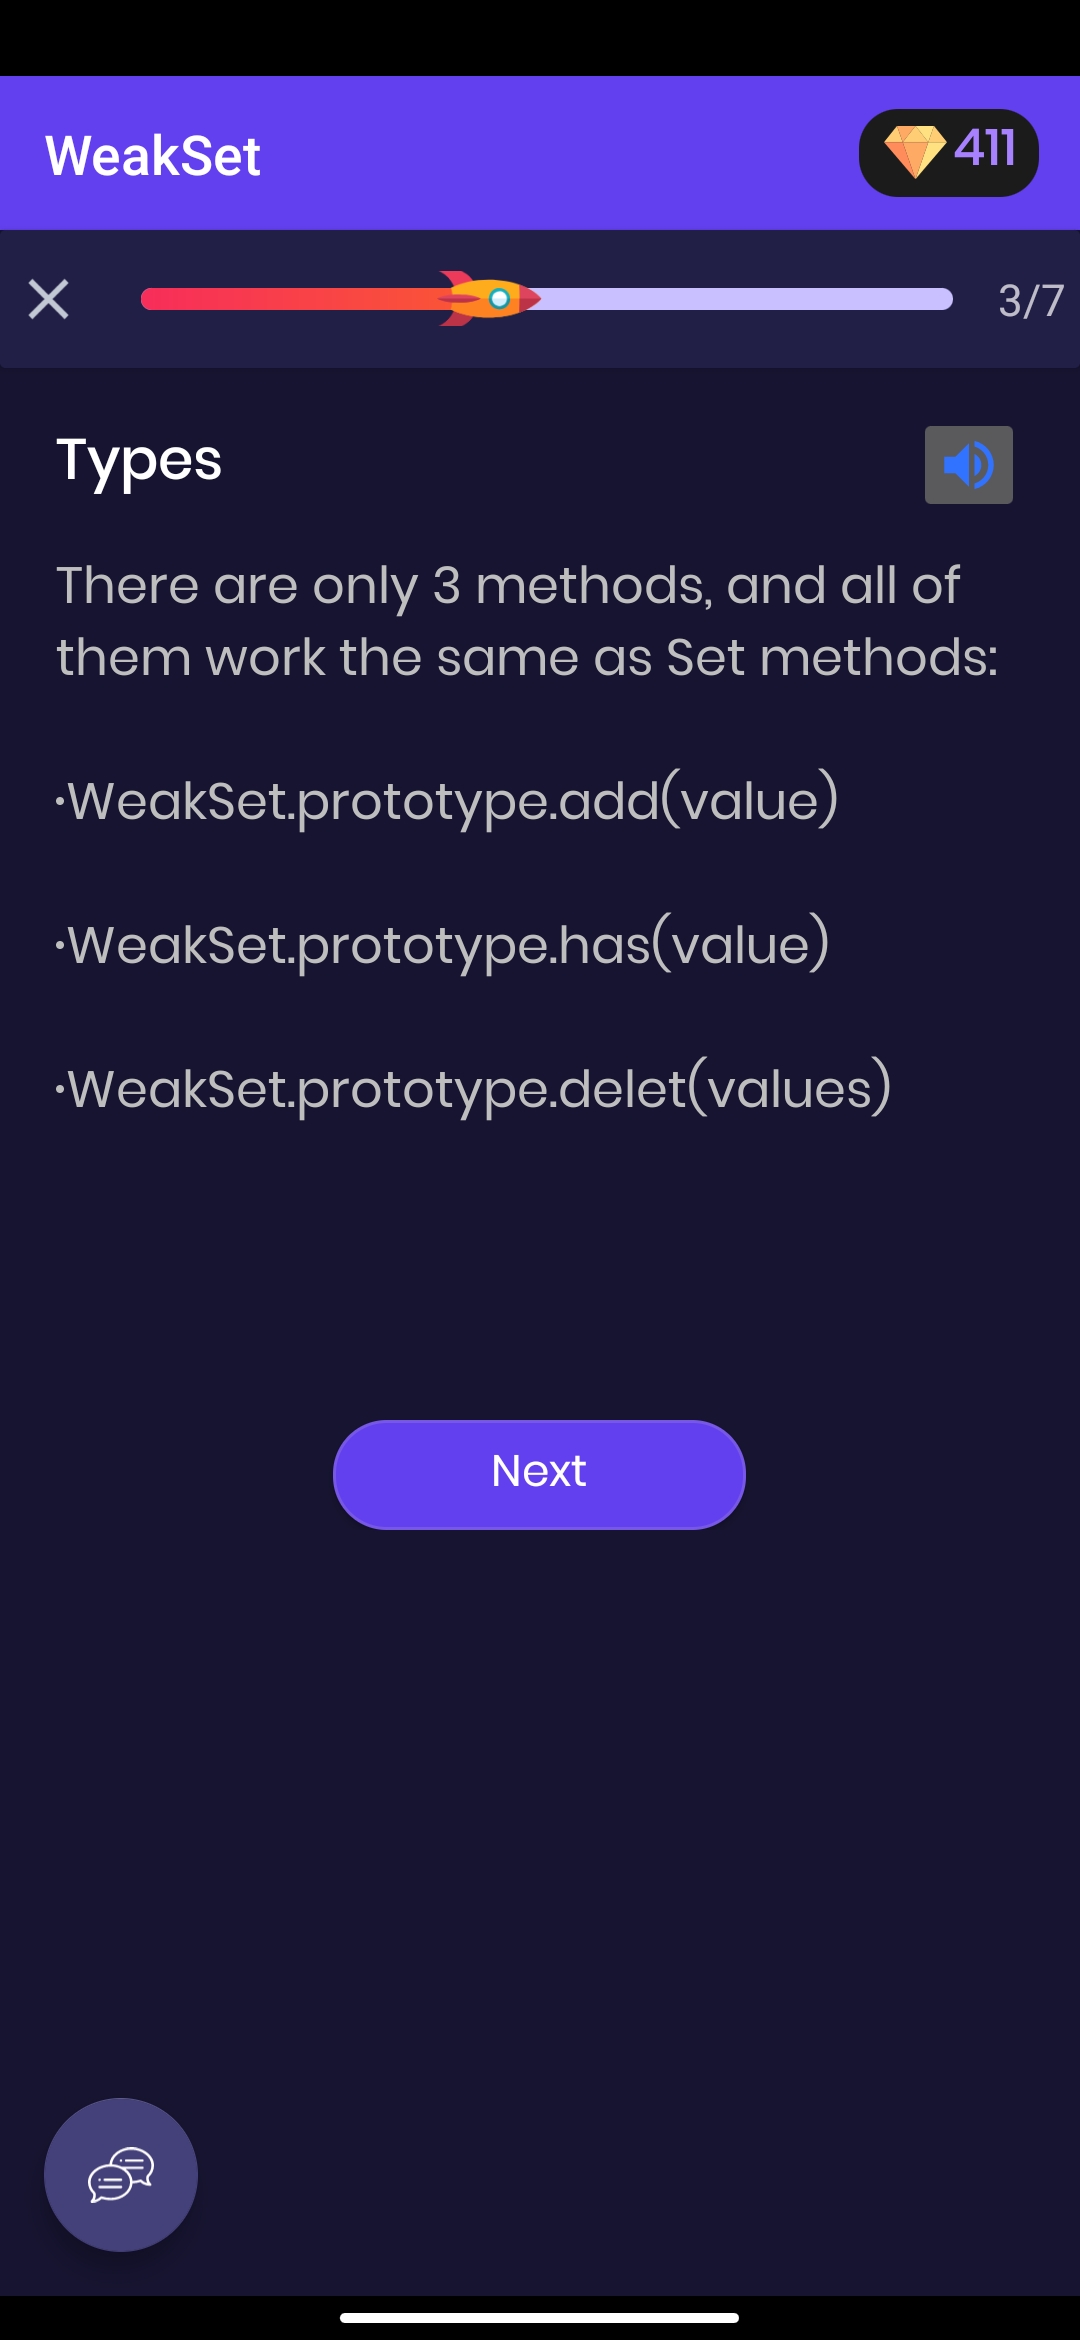 WeakSet
411
3/7
Types
There are only 3 methods, and all of
them work the same as Set methods:
·WeakSet.prototype.add(value)
·WeakSet.prototype.has(value)
·WeakSet.prototype.delet(values)
Next